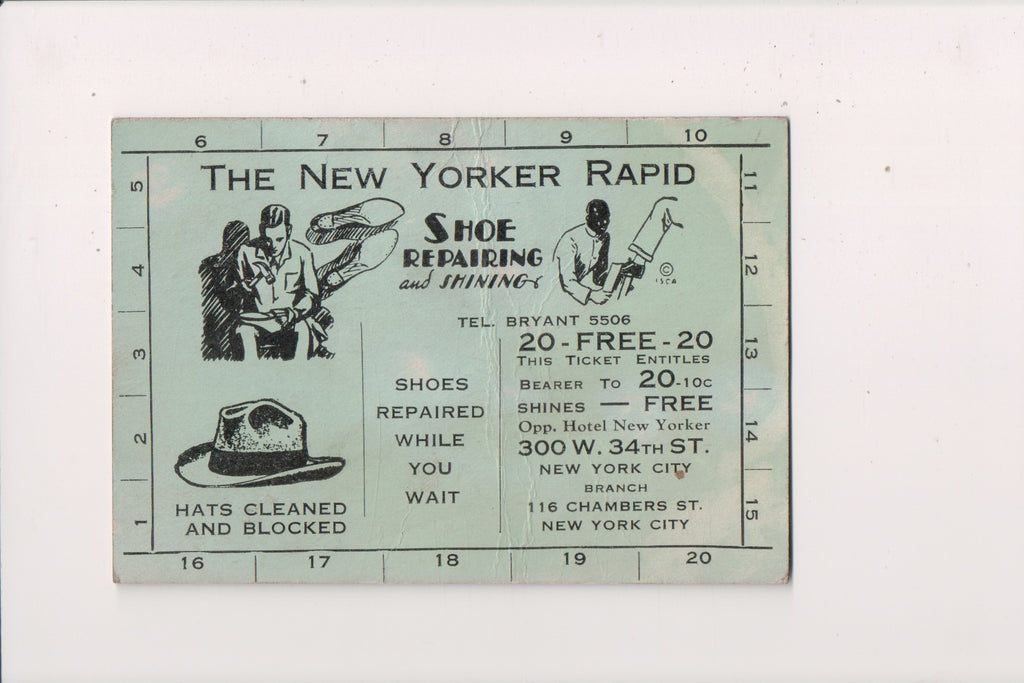 6 7 8 9 10
5
4
3
2
1
THE NEW YORKER RAPID
SHOE
REPAIRING
and SHINING
©
ISCA
HATS CLEANED
AND BLOCKED
SHOES
REPAIRED
WHILE
YOU
WAIT
TEL. BRYANT 5506
20 - FREE - 20
THIS TICKET ENTITLES
BEARER TO 20-10C
SHINES — FREE
Opp. Hotel New Yorker
300 W. 34TH ST.
NEW YORK CITY
BRANCH
116 CHAMBERS ST.
NEW YORK CITY
11
12
13
14
15
16 17 18 19 20